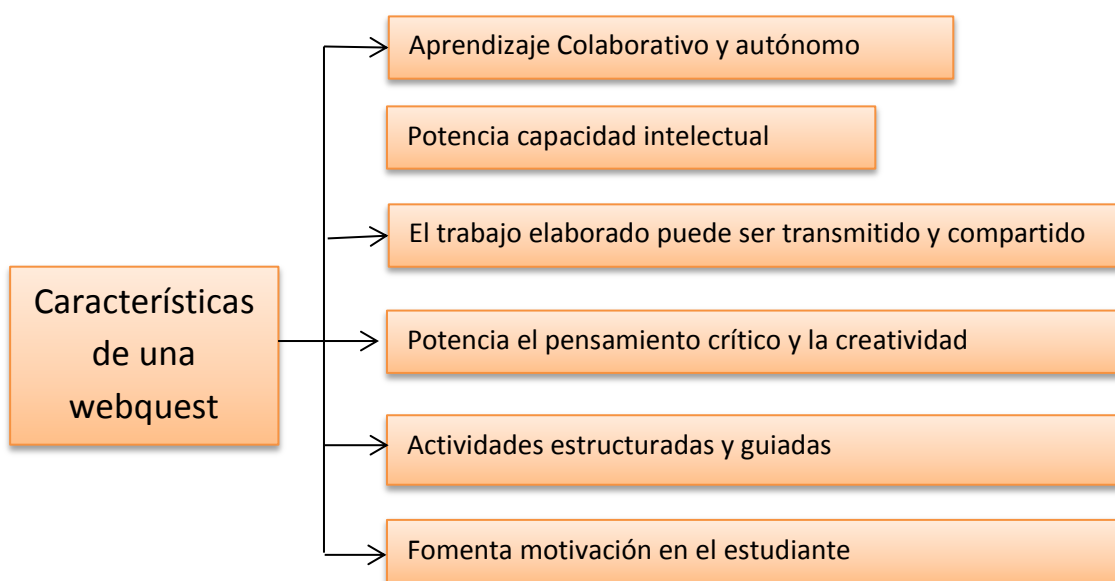 Aprendizaje Colaborativo y autónomo
Potencia capacidad intelectual
El trabajo elaborado puede ser transmitido y compartido
Características
de una
webquest
Potencia el pensamiento crítico y la creatividad
Actividades estructuradas y guiadas
Fomenta motivación en el estudiante